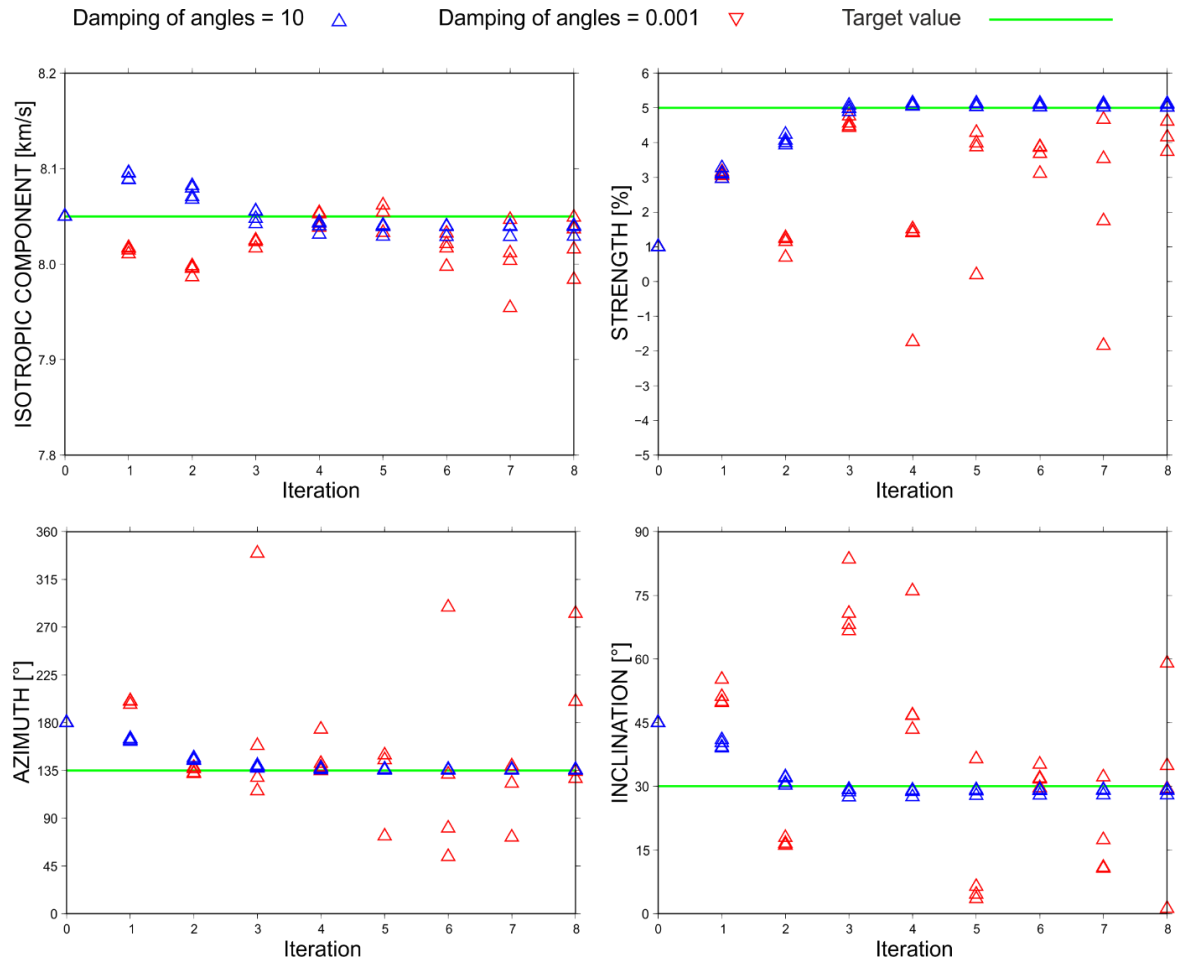 Damping of angles = 10 Damping of angles = 0.001 Target value
8.2
8.1
8.0
7.9
7.8
ISOTROPIC COMPONENT [km/s]
0 1 2 3 4 5 6 7 8
Iteration
6
5
4
3
2
1
0
−1
−2
−3
−4
−5
STRENGTH [%]
0 1 2 3 4 5 6 7 8
Iteration
360
315
270
225
180
135
90
45
0
AZIMUTH [°]
0 1 2 3 4 5 6 7 8
Iteration
90
75
60
45
30
15
0
INCLINATION [°]
0 1 2 3 4 5 6 7 8
Iteration